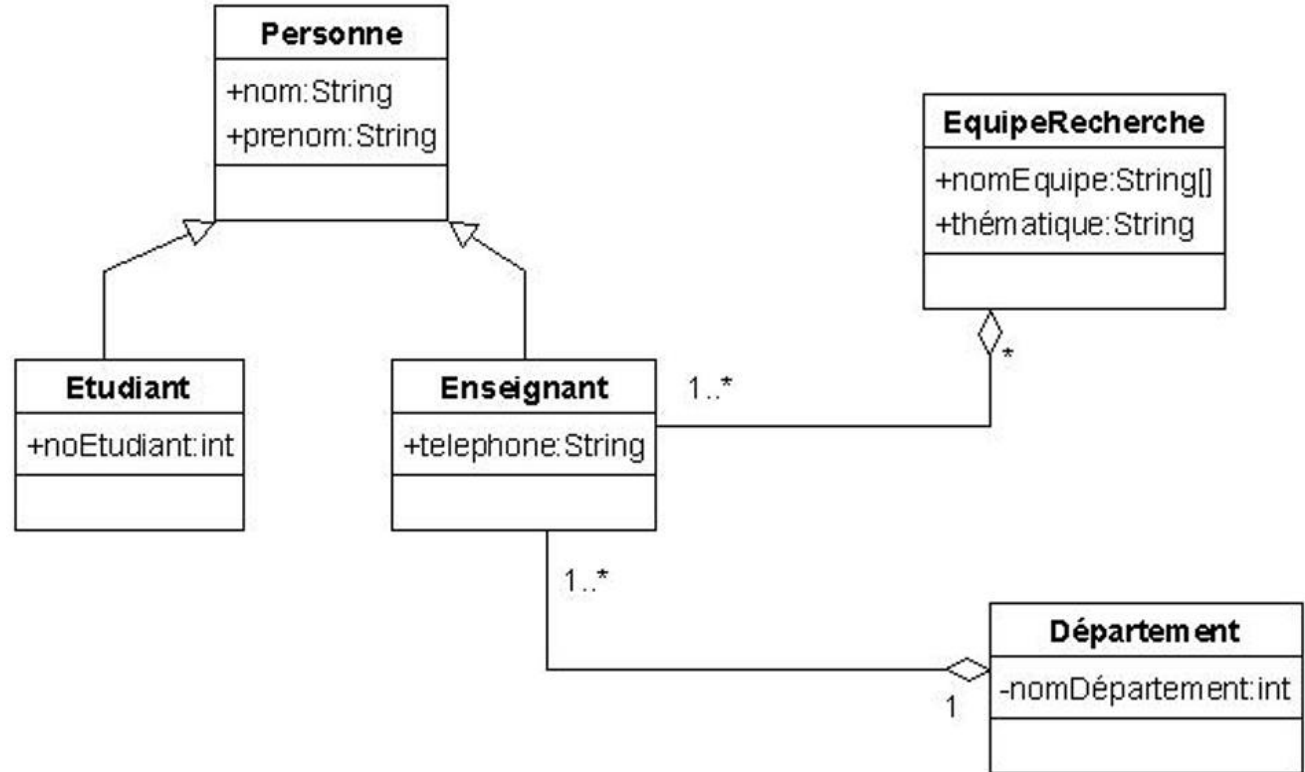 Personne
+nom:String
+prenom:String
EquipeRecherche
+nomEquipe:String[]
+thématique:String
*
Etudiant
+noEtudiant:int
Enseignant
+telephone:String
1..*
1..*
Département
-nomDépartement:int
1